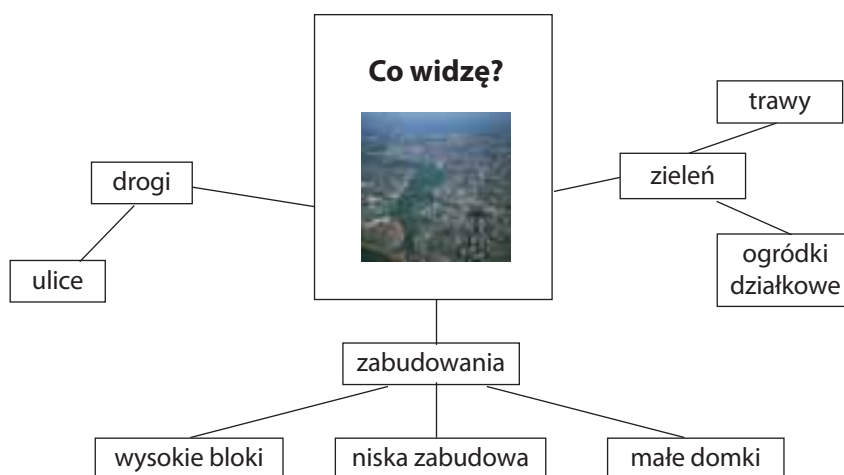 Co widzę?
trawy
drogi
zieleń
ulice
ogródki
działkowe
zabudowania
wysokie bloki
niska zabudowa
małe domki